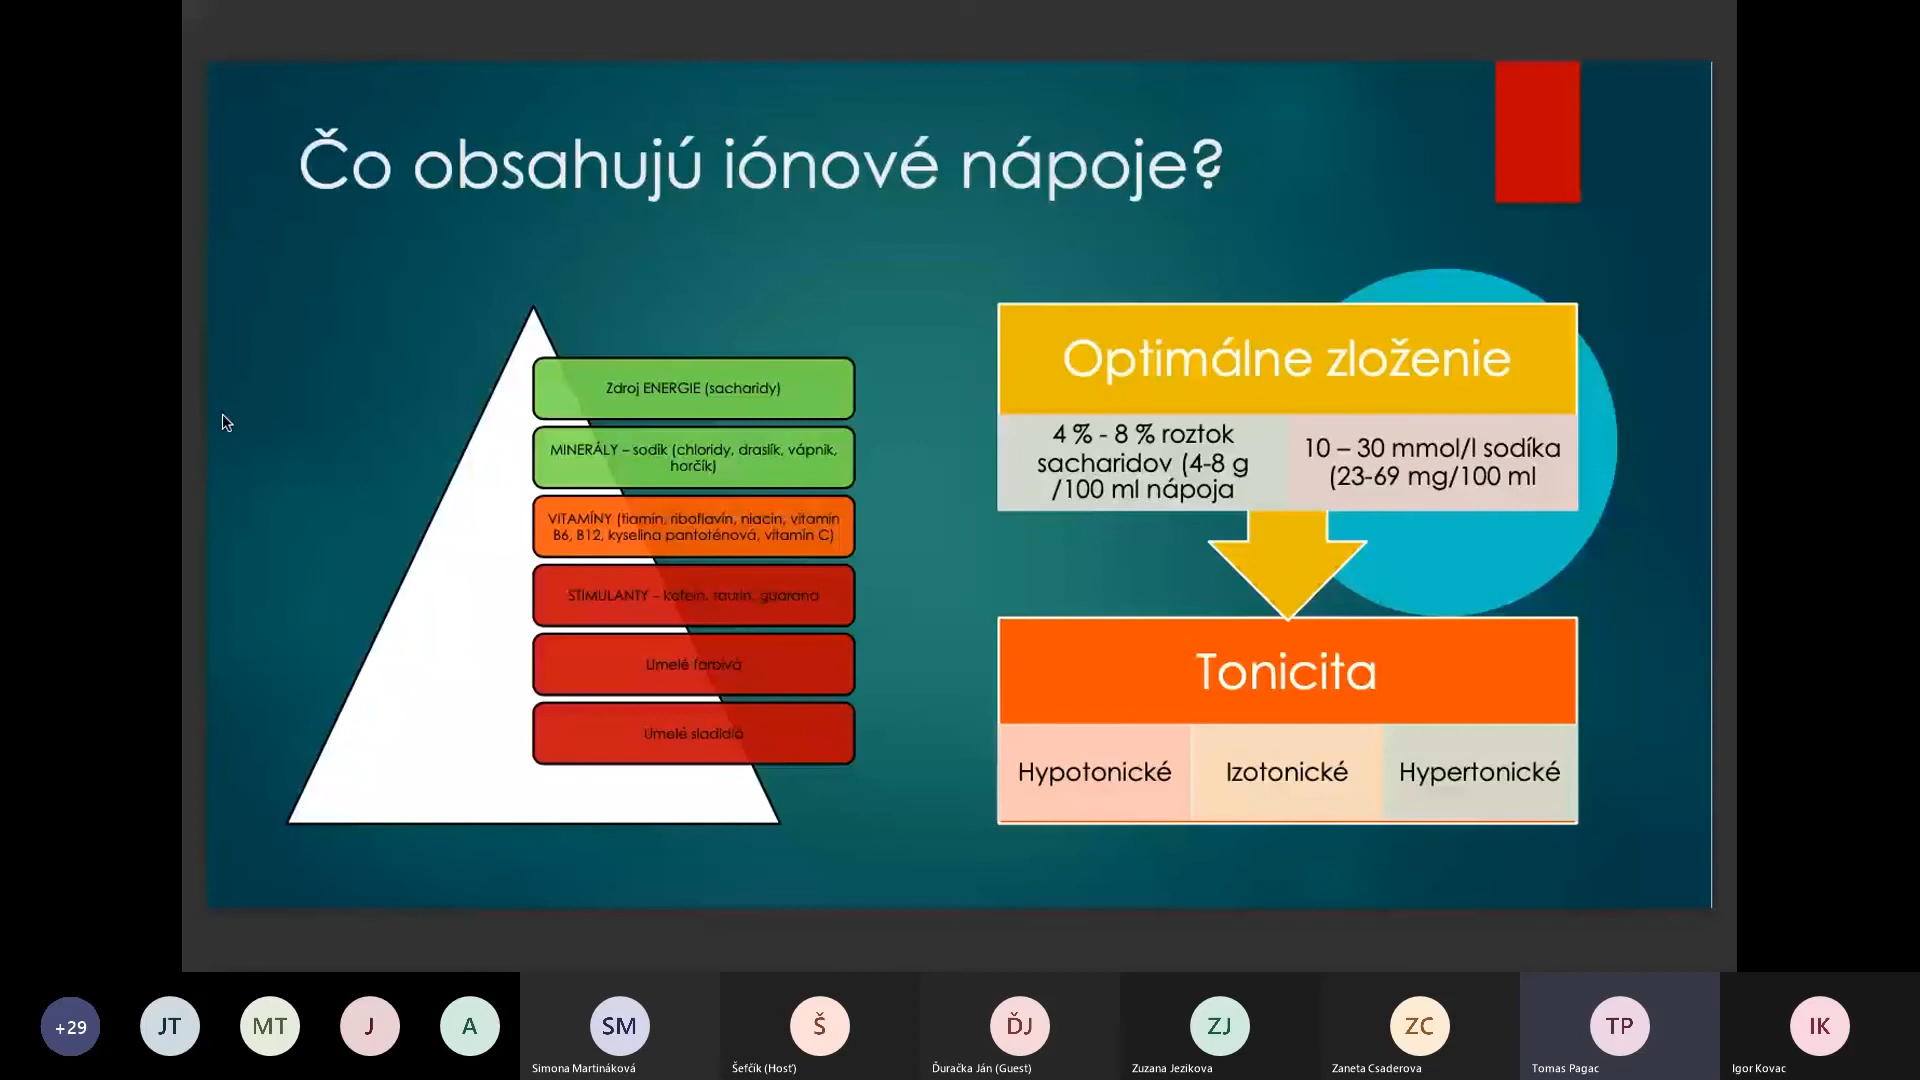 Čo obsahujú iónové nápoje?
Zdroj ENERGIE (sacharidy)
MINERÁLY – sodík (chloridy, draslík, vápnik,
horčík)
VITAMÍNY (tiamín, riboflavín, niacin, vitamín
B6, B12, kyselina pantoténová, vitamín C)
STIMULANTY – kofeín, taurín, guarana
Umelé farbivá
Umelé sladidlá
Optimálne zloženie
4 % - 8 % roztok
sacharidov (4-8 g
/100 ml nápoja
10 – 30 mmol/l sodíka
(23-69 mg/100 ml
Tonicita
Hypotonické
Izotonické
Hypertonické
+29
JT
MT
J
A
SM
Simona Martináková
Š
Šefčík (Hosť)
ĎJ
Ďuračka Ján (Guest)
ZJ
Zuzana Jezikova
ZC
Zaneta Csaderova
TP
Tomas Pagac
IK
Igor Kovac